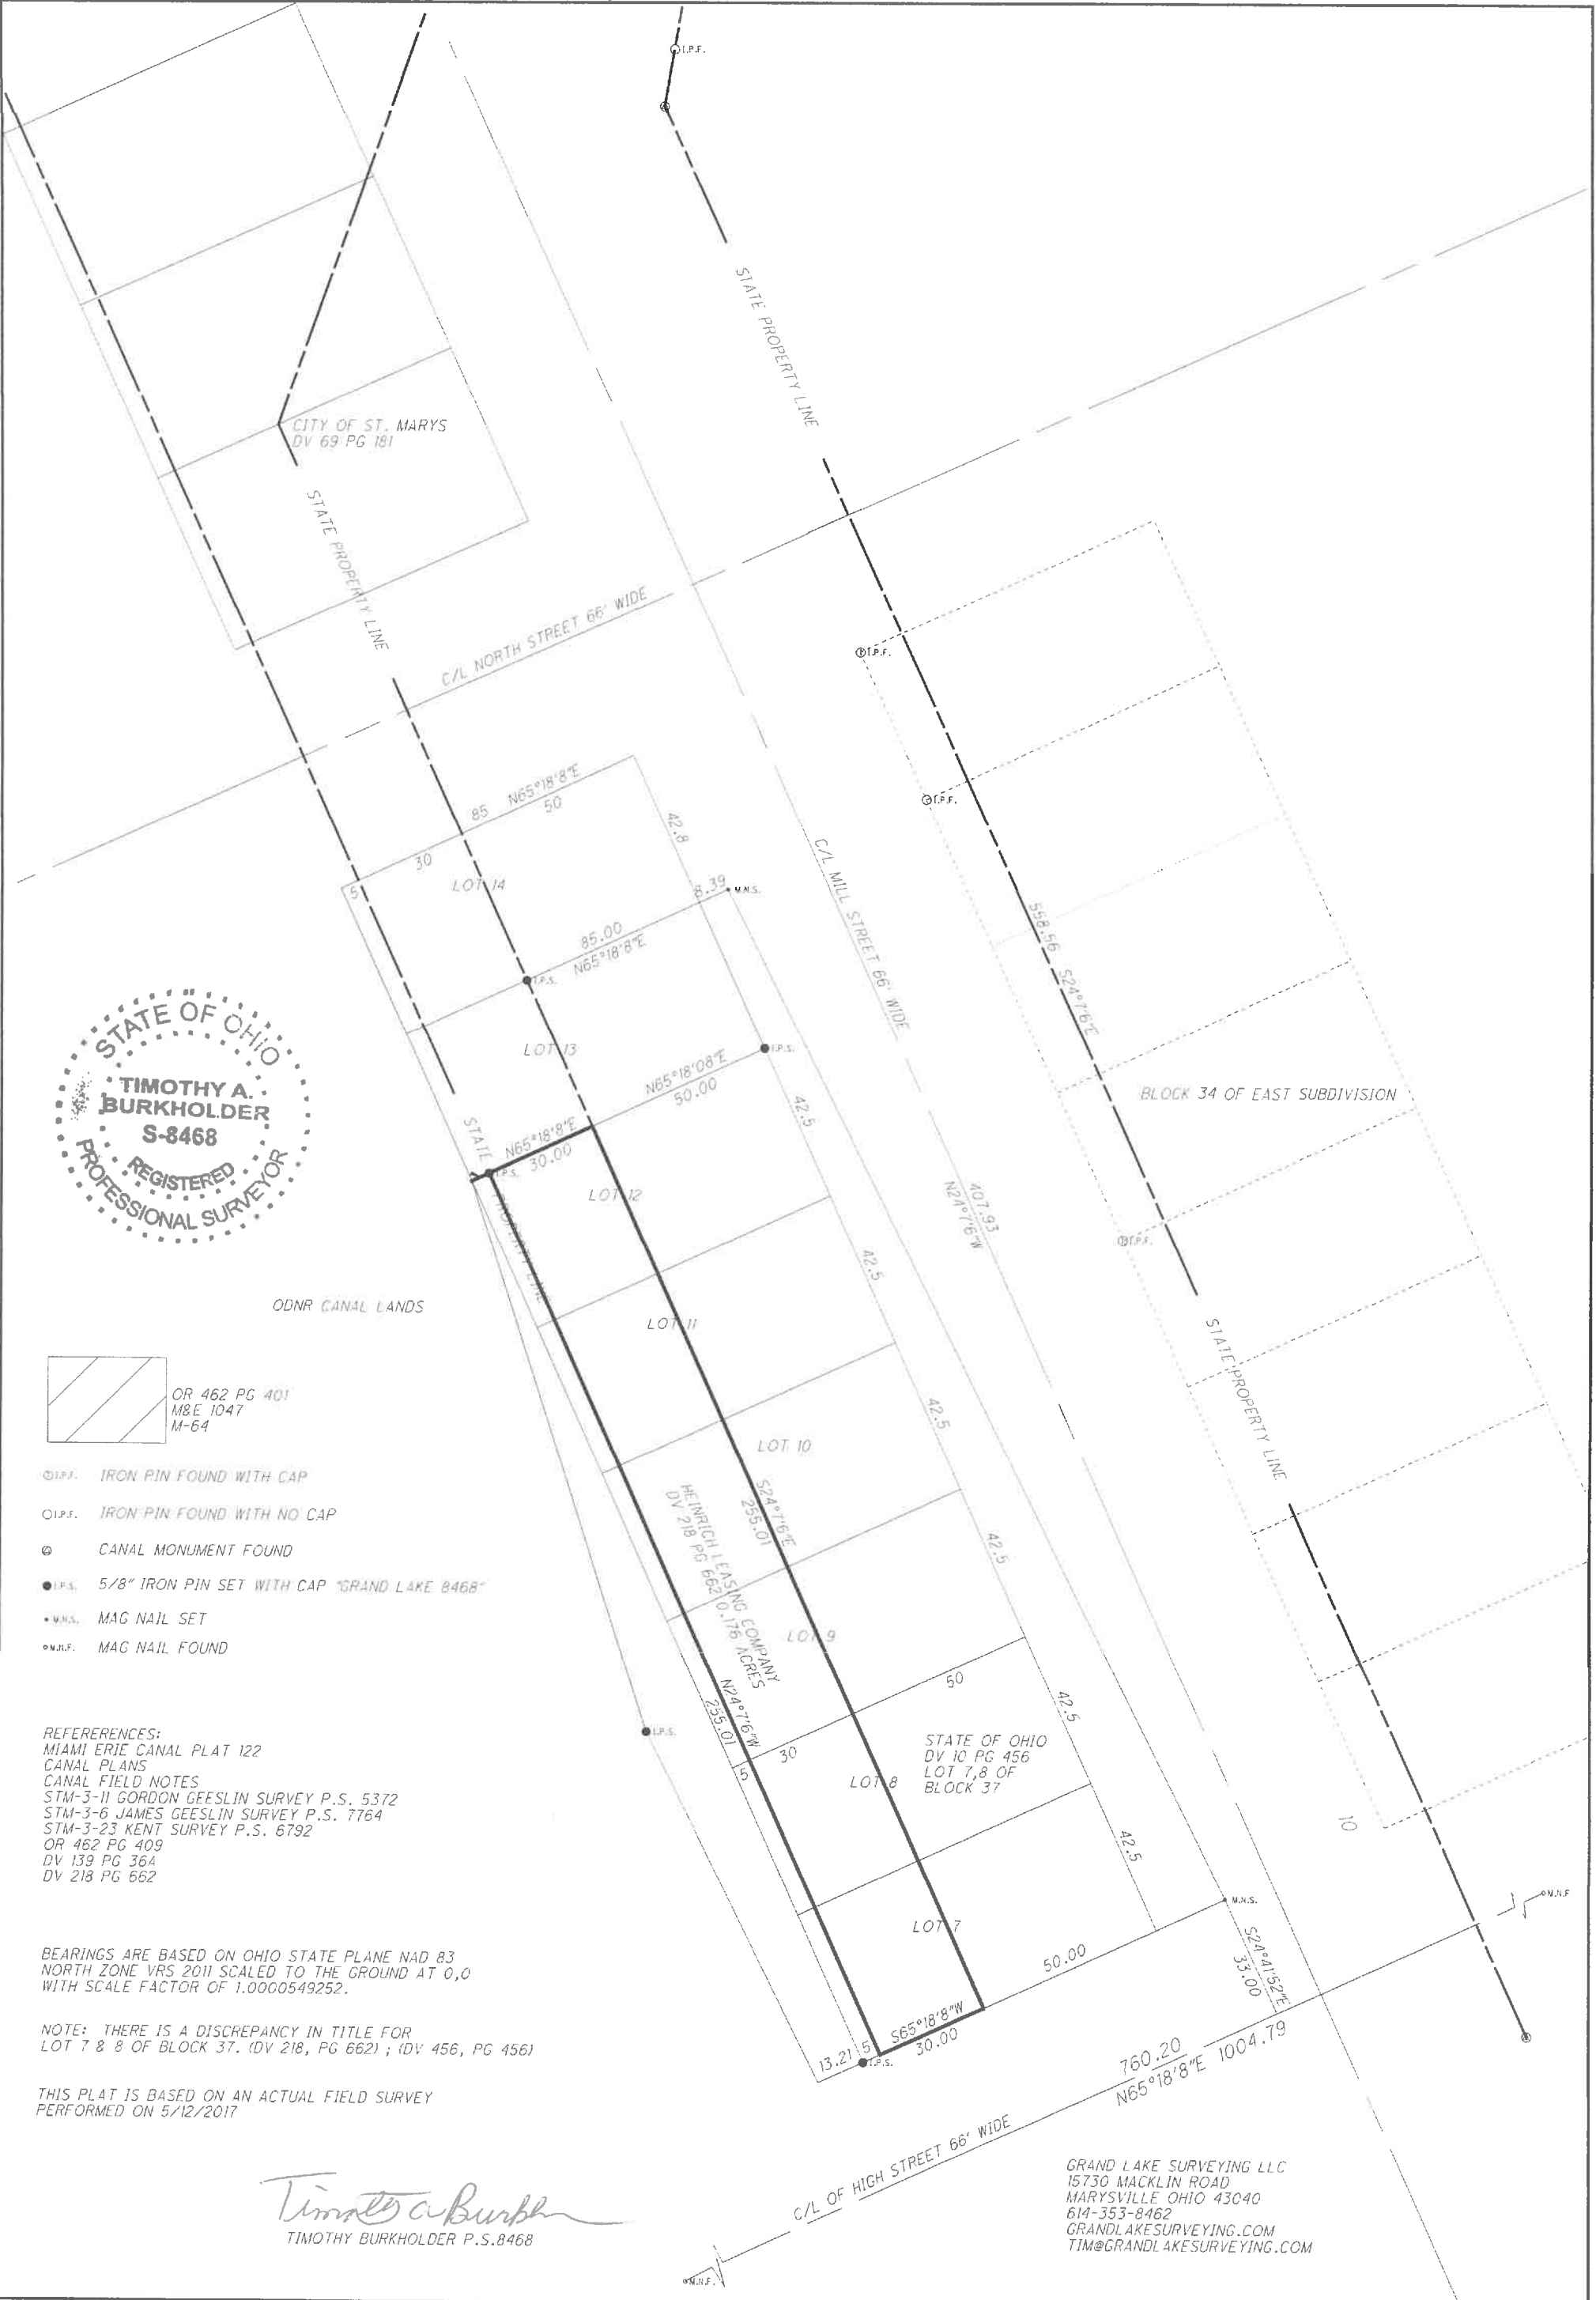 I.P.F.
STATE PROPERTY LINE
CITY OF ST. MARYS
DV 69 PG 181
STATE PROPERTY LINE
C/L NORTH STREET 66' WIDE
I.P.F.
I.P.F.
N65°18'8"E
85
50
30
5
LOT 14
42.8
8.39
M.N.S.
85.00
N65°18'8"E
I.P.S.
C/L MILL STREET 66' WIDE
558.56 S24°7'6"E
STATE OF OHIO
TIMOTHY A.
BURKHOLDER
S-8468
REGISTERED
PROFESSIONAL SURVEYOR
LOT 13
N65°18'08"E
50.00
I.P.S.
42.5
BLOCK 34 OF EAST SUBDIVISION
STATE PROPERTY LINE
N65°18'8"E
30.00
I.P.S.
LOT 12
407.93
N24°7'6"W
I.P.F.
42.5
ODNR CANAL LANDS
LOT 11
STATE PROPERTY LINE
OR 462 PG 401
M&E 1047
M-64
42.5
LOT 10
I.P.F. IRON PIN FOUND WITH CAP
I.P.F. IRON PIN FOUND WITH NO CAP
CANAL MONUMENT FOUND
I.P.S. 5/8" IRON PIN SET WITH CAP "GRAND LAKE 8468"
M.N.S. MAG NAIL SET
M.N.F. MAG NAIL FOUND
S24°7'6"E
255.01
HEINRICH LEASING COMPANY
DV 218 PG 662 0.176 ACRES
42.5
LOT 9
N24°7'6"W
255.01
50
30
5
42.5
I.P.S.
STATE OF OHIO
DV 10 PG 456
LOT 7,8 OF
BLOCK 37
LOT 8
REFERERENCES:
MIAMI ERIE CANAL PLAT 122
CANAL PLANS
CANAL FIELD NOTES
STM-3-11 GORDON GEESLIN SURVEY P.S. 5372
STM-3-6 JAMES GEESLIN SURVEY P.S. 7764
STM-3-23 KENT SURVEY P.S. 6792
OR 462 PG 409
DV 139 PG 36A
DV 218 PG 662
42.5
10
M.N.S.
M.N.F
LOT 7
S24°41'52"E
33.00
50.00
BEARINGS ARE BASED ON OHIO STATE PLANE NAD 83
NORTH ZONE VRS 2011 SCALED TO THE GROUND AT 0,0
WITH SCALE FACTOR OF 1.0000549252.
NOTE: THERE IS A DISCREPANCY IN TITLE FOR
LOT 7 & 8 OF BLOCK 37. (DV 218, PG 662) ; (DV 456, PG 456)
S65°18'8"W
30.00
13.21
5
I.P.S.
760.20
N65°18'8"E 1004.79
THIS PLAT IS BASED ON AN ACTUAL FIELD SURVEY
PERFORMED ON 5/12/2017
C/L OF HIGH STREET 66' WIDE
GRAND LAKE SURVEYING LLC
15730 MACKLIN ROAD
MARYSVILLE OHIO 43040
614-353-8462
GRANDLAKESURVEYING.COM
TIM@GRANDLAKESURVEYING.COM
TIMOTHY BURKHOLDER P.S.8468
M.N.F.